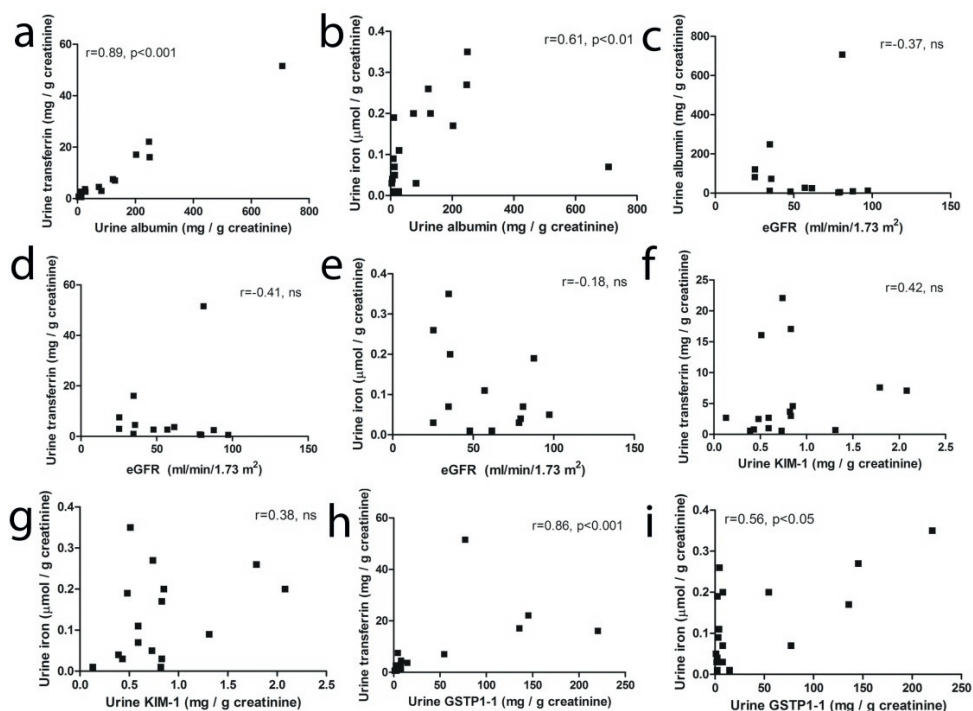 a
r=0.89, p<0.001
Urine transferrin (mg / g creatinine)
60
40
20
0
0 200 400 600 800
Urine albumin (mg / g creatinine)
b
r=0.61, p<0.01
Urine iron (μmol / g creatinine)
0.4
0.3
0.2
0.1
0.0
0 200 400 600 800
Urine albumin (mg / g creatinine)
c
r=-0.37, ns
Urine albumin (mg / g creatinine)
800
600
400
200
0
0 50 100 150
eGFR (ml/min/1.73 m²)
d
r=-0.41, ns
Urine transferrin (mg / g creatinine)
60
40
20
0
0 50 100 150
eGFR (ml/min/1.73 m²)
e
r=-0.18, ns
Urine iron (μmol / g creatinine)
0.4
0.3
0.2
0.1
0.0
0 50 100 150
eGFR (ml/min/1.73 m²)
f
r=0.42, ns
Urine transferrin (mg / g creatinine)
25
20
15
10
5
0
0.0 0.5 1.0 1.5 2.0 2.5
Urine KIM-1 (mg / g creatinine)
g
r=0.38, ns
Urine iron (μmol / g creatinine)
0.4
0.3
0.2
0.1
0.0
0.0 0.5 1.0 1.5 2.0 2.5
Urine KIM-1 (mg / g creatinine)
h
r=0.86, p<0.001
Urine transferrin (mg / g creatinine)
60
40
20
0
0 50 100 150 200 250
Urine GSTP1-1 (mg / g creatinine)
i
r=0.56, p<0.05
Urine iron (μmol / g creatinine)
0.4
0.3
0.2
0.1
0.0
0 50 100 150 200 250
Urine GSTP1-1 (mg / g creatinine)